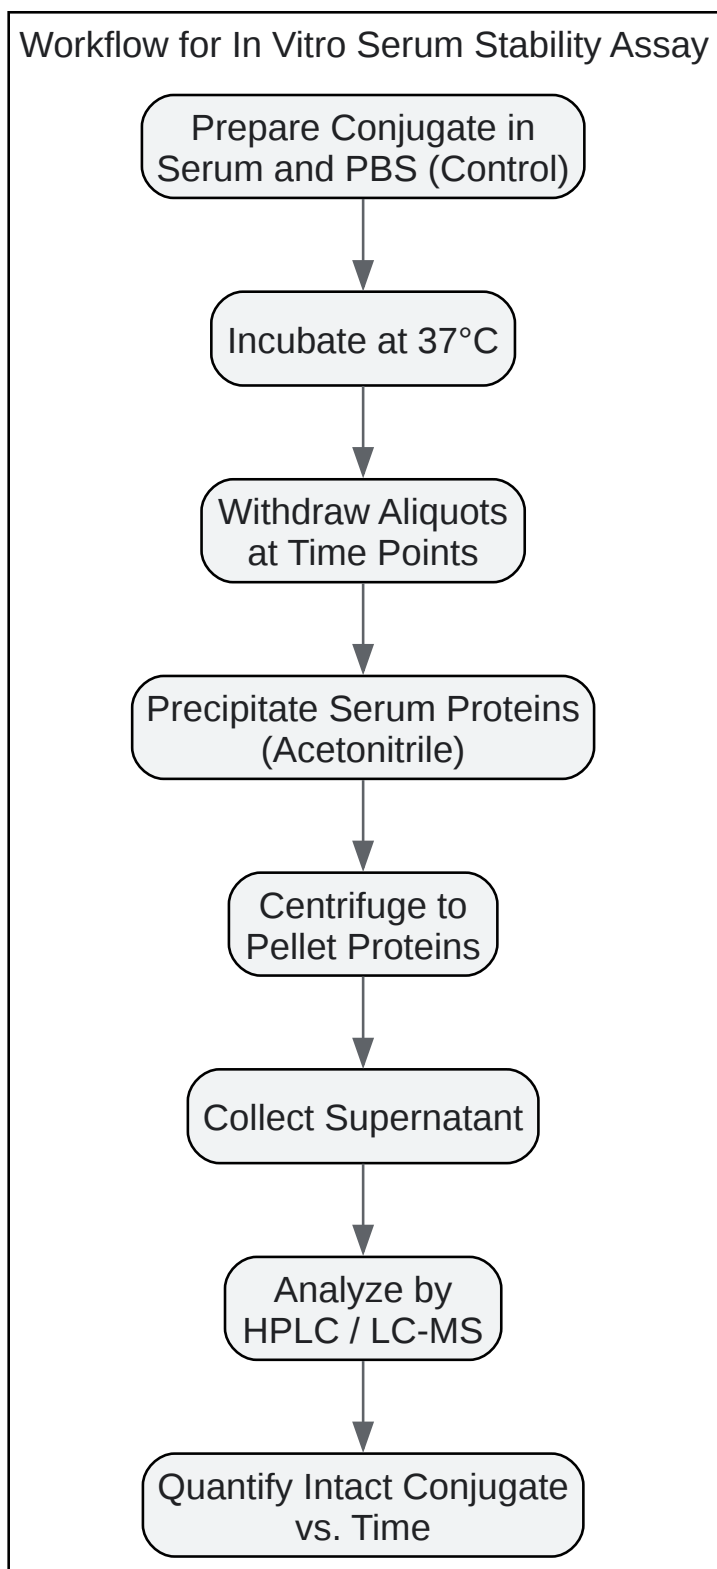 Workflow for In Vitro Serum Stability Assay
Prepare Conjugate in
Serum and PBS (Control)
Incubate at 37°C
Withdraw Aliquots
at Time Points
Precipitate Serum Proteins
(Acetonitrile)
Centrifuge to
Pellet Proteins
Collect Supernatant
Analyze by
HPLC / LC-MS
Quantify Intact Conjugate
vs. Time